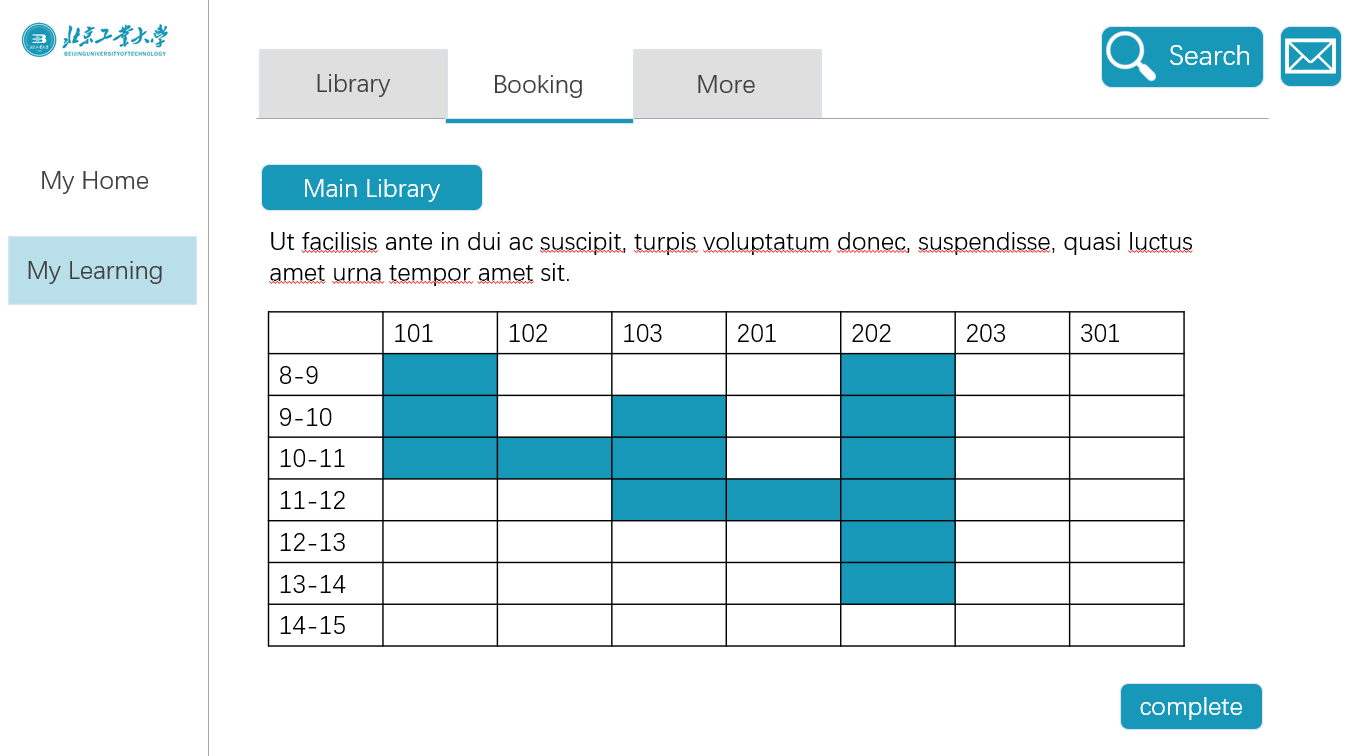 北京工业大学
BEIJINGUNIVERSITYOFTECHNOLOGY
Library
Booking
More
Search
My Home
My Learning
Main Library
Ut facilisis ante in dui ac suscipit, turpis voluptatum donec, suspendisse, quasi luctus
amet urna tempor amet sit.
101 102 103 201 202 203 301
8-9
9-10
10-11
11-12
12-13
13-14
14-15
complete